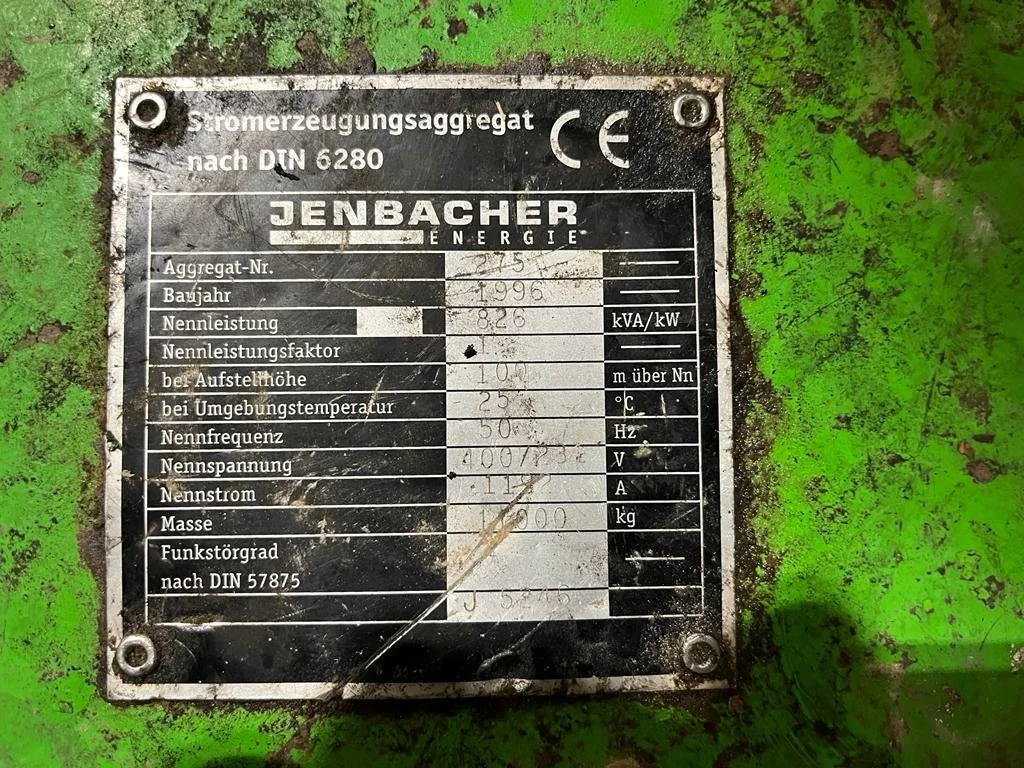 Stromerzeugungsaggregat CE
nach DIN 6280
JENBACHER
ENERGIE
Aggregat-Nr. 275
Baujahr 1996
Nennleistung 826 kVA/kW
Nennleistungsfaktor
bei Aufstellhöhe 100 m über Nn
bei Umgebungstemperatur 25 °C
Nennfrequenz 50 Hz
Nennspannung V
Nennstrom A
Masse kg
Funkstörgrad
nach DIN 57875
J